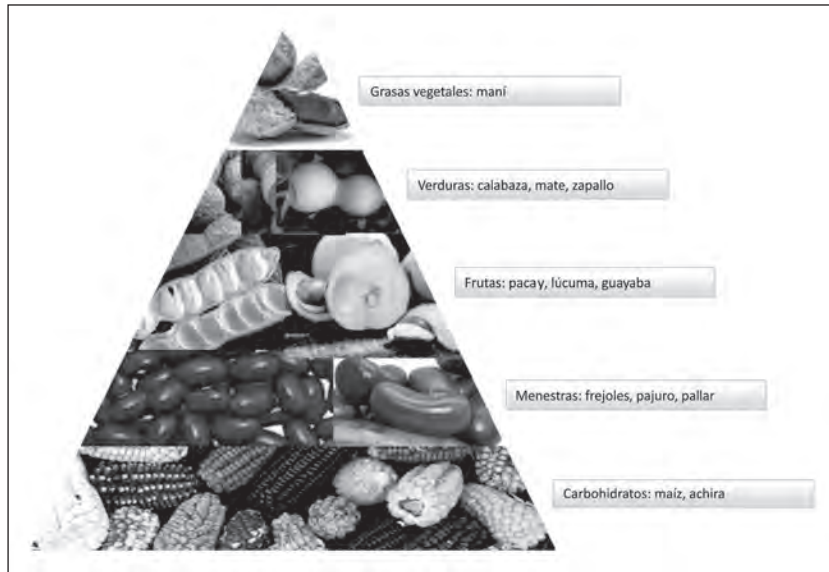 Grasas vegetales: maní
Verduras: calabaza, mate, zapallo
Frutas: pacay, lúcuma, guayaba
Menestras: frejoles, pajuro, pallar
Carbohidratos: maíz, achira